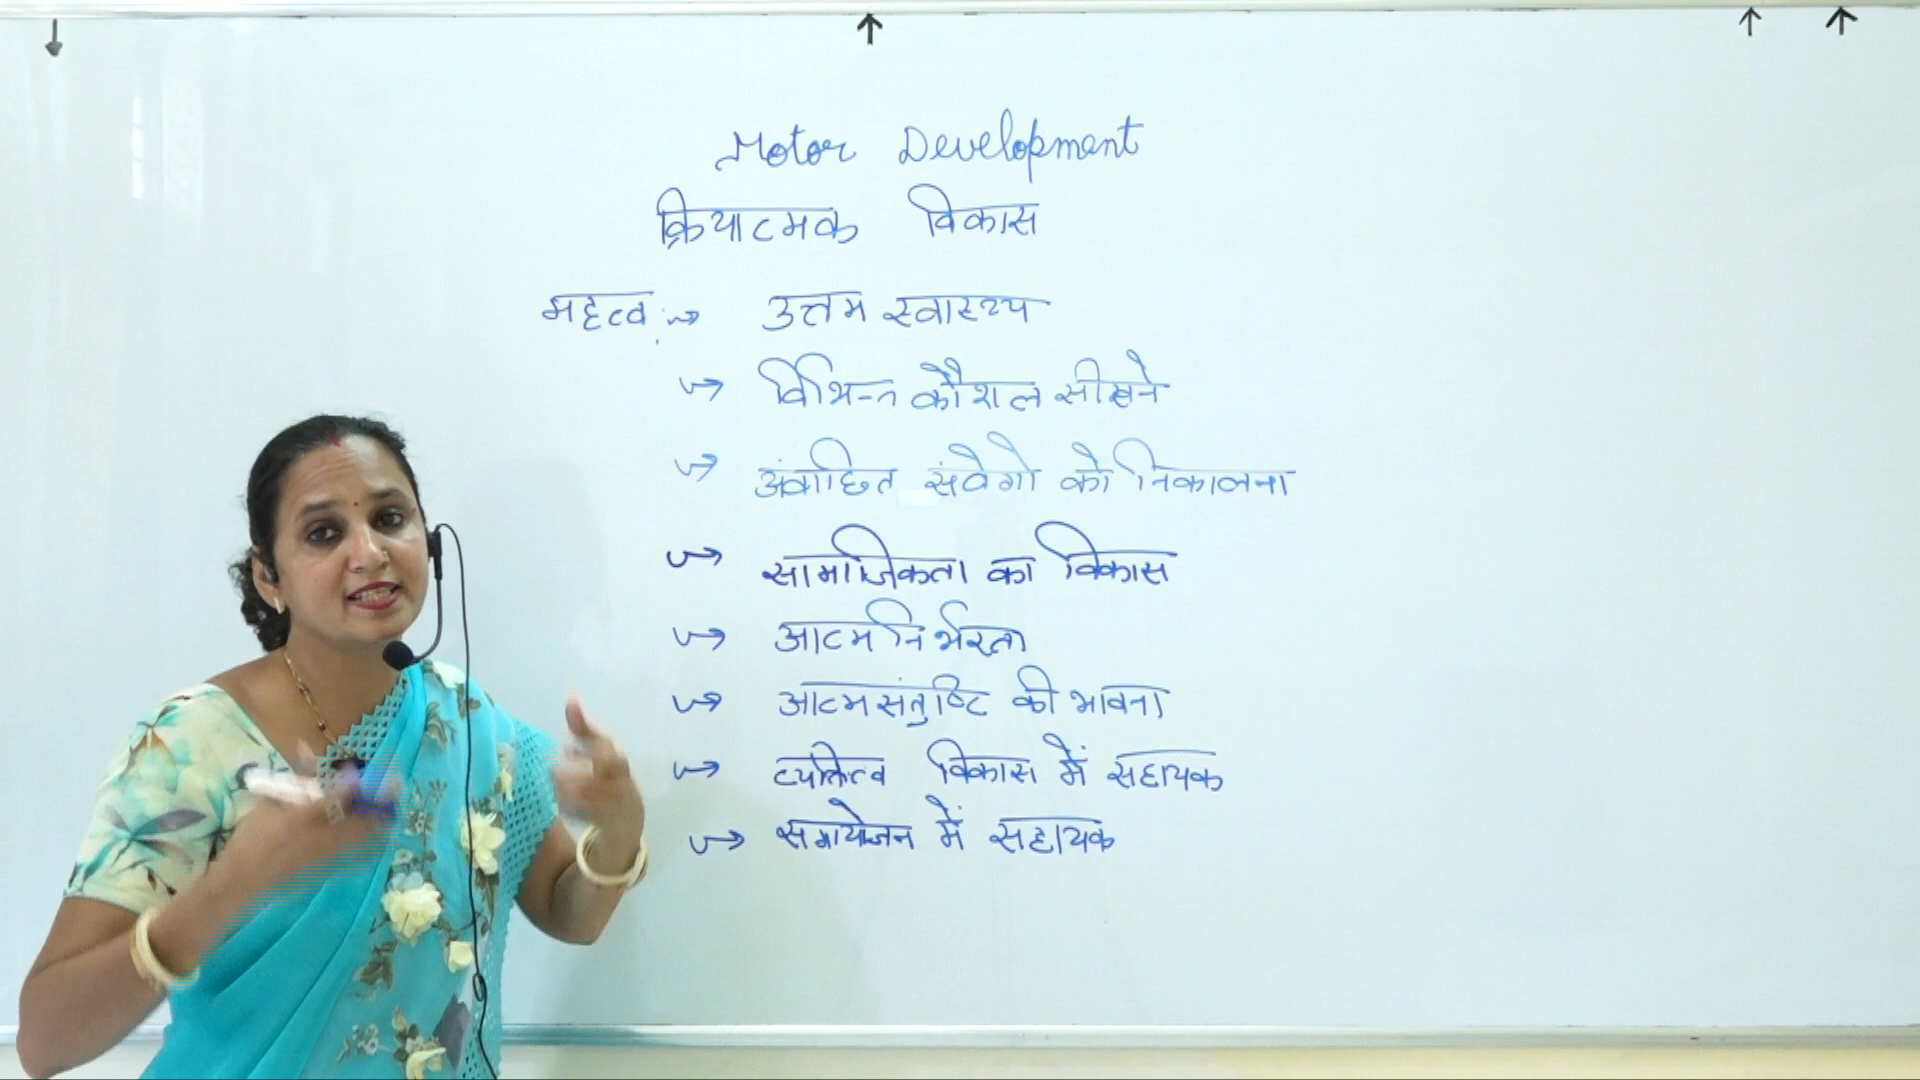 Motor Development
क्रियात्मक विकास
महत्व :→ उत्तम स्वास्थ्य
→ विभिन्न कौशल सीखने
→ अंवाछित संवेगो को निकालना
→ सामाजिकता का विकास
→ आत्मनिर्भरता
→ आत्मसंतुष्टि की भावना
→ व्यक्तित्व विकास में सहायक
→ समायोजन में सहायक